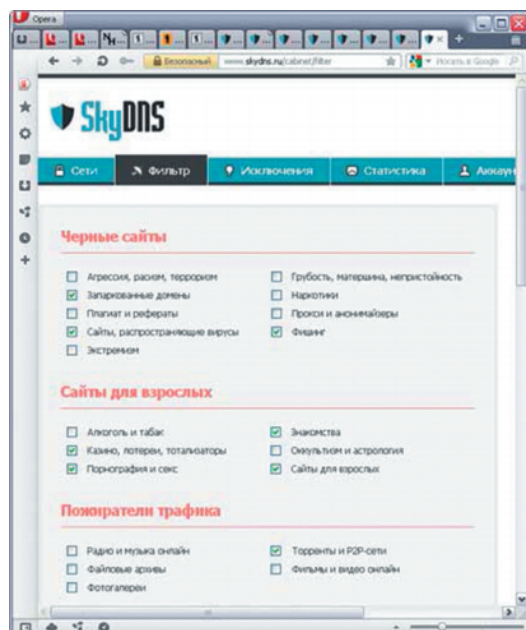 Opera
Безопасный www.skydns.ru/cabinet/filter Искать в Google
SkyDNS
Сети Фильтр Исключения Статистика Аккаун
Черные сайты
Агрессия, расизм, терроризм Грубость, матершина, непристойность
Запаркованные домены Наркотики
Плагиат и рефераты Прокси и анонимайзеры
Сайты, распространяющие вирусы Фишинг
Экстремизм
Сайты для взрослых
Алкоголь и табак Знакомства
Казино, лотереи, тотализаторы Оккультизм и астрология
Порнография и секс Сайты для взрослых
Пожиратели трафика
Радио и музыка онлайн Торренты и P2P-сети
Файловые архивы Фильмы и видео онлайн
Фотогалереи